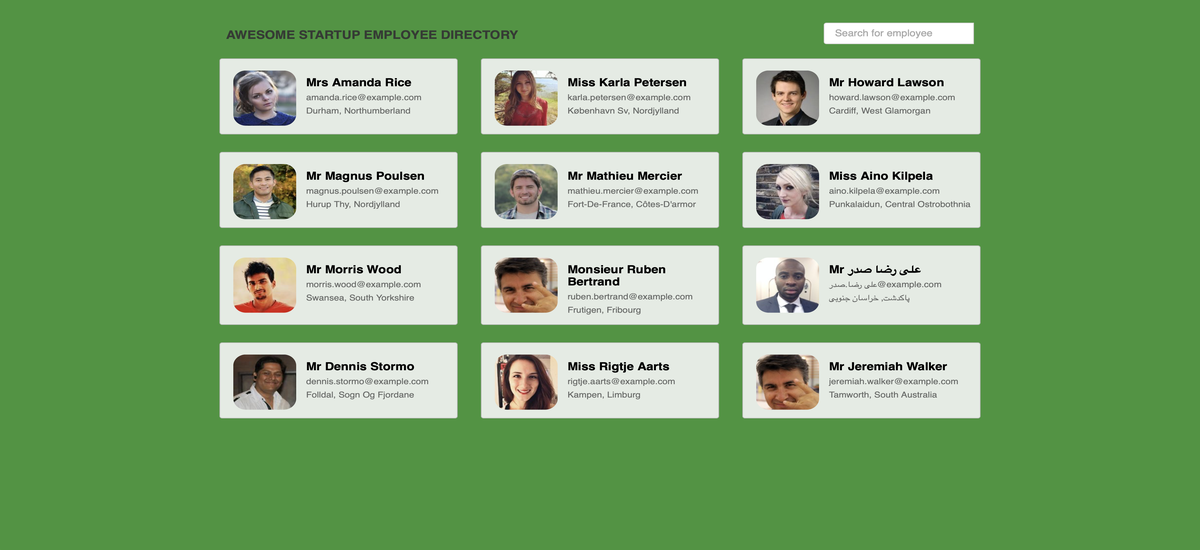 AWESOME STARTUP EMPLOYEE DIRECTORY
Search for employee
Mrs Amanda Rice
amanda.rice@example.com
Durham, Northumberland
Miss Karla Petersen
karla.petersen@example.com
København Sv, Nordjylland
Mr Howard Lawson
howard.lawson@example.com
Cardiff, West Glamorgan
Mr Magnus Poulsen
magnus.poulsen@example.com
Hurup Thy, Nordjylland
Mr Mathieu Mercier
mathieu.mercier@example.com
Fort-De-France, Côtes-D'armor
Miss Aino Kilpela
aino.kilpela@example.com
Punkalaidun, Central Ostrobothnia
Mr Morris Wood
morris.wood@example.com
Swansea, South Yorkshire
Monsieur Ruben
Bertrand
ruben.bertrand@example.com
Frutigen, Fribourg
Mr علی رضا صدر
علی رضا.صدر@example.com
پاکدشت, خراسان جنوبی
Mr Dennis Stormo
dennis.stormo@example.com
Folldal, Sogn Og Fjordane
Miss Rigtje Aarts
rigtje.aarts@example.com
Kampen, Limburg
Mr Jeremiah Walker
jeremiah.walker@example.com
Tamworth, South Australia